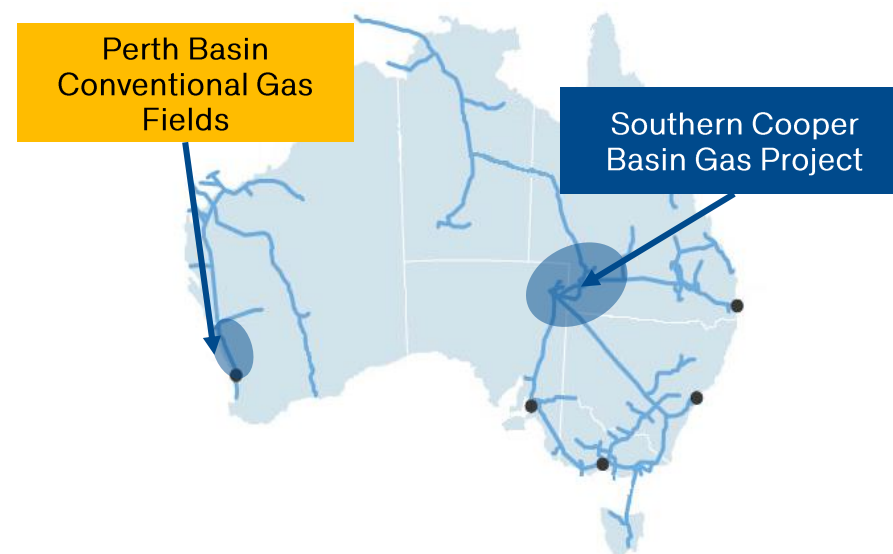 Perth Basin
Conventional Gas
Fields
Southern Cooper
Basin Gas Project